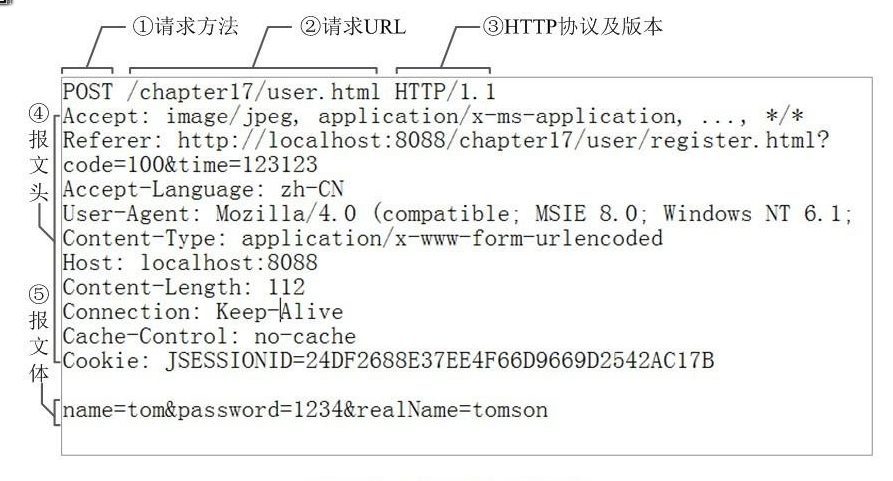 ①请求方法 ②请求URL ③HTTP协议及版本
POST /chapter17/user.html HTTP/1.1
④报文头
Accept: image/jpeg, application/x-ms-application, ..., */*
Referer: http://localhost:8088/chapter17/user/register.html?
code=100&time=123123
Accept-Language: zh-CN
User-Agent: Mozilla/4.0 (compatible; MSIE 8.0; Windows NT 6.1;
Content-Type: application/x-www-form-urlencoded
Host: localhost:8088
Content-Length: 112
Connection: Keep-Alive
Cache-Control: no-cache
Cookie: JSESSIONID=24DF2688E37EE4F66D9669D2542AC17B
⑤报文体
name=tom&password=1234&realName=tomson